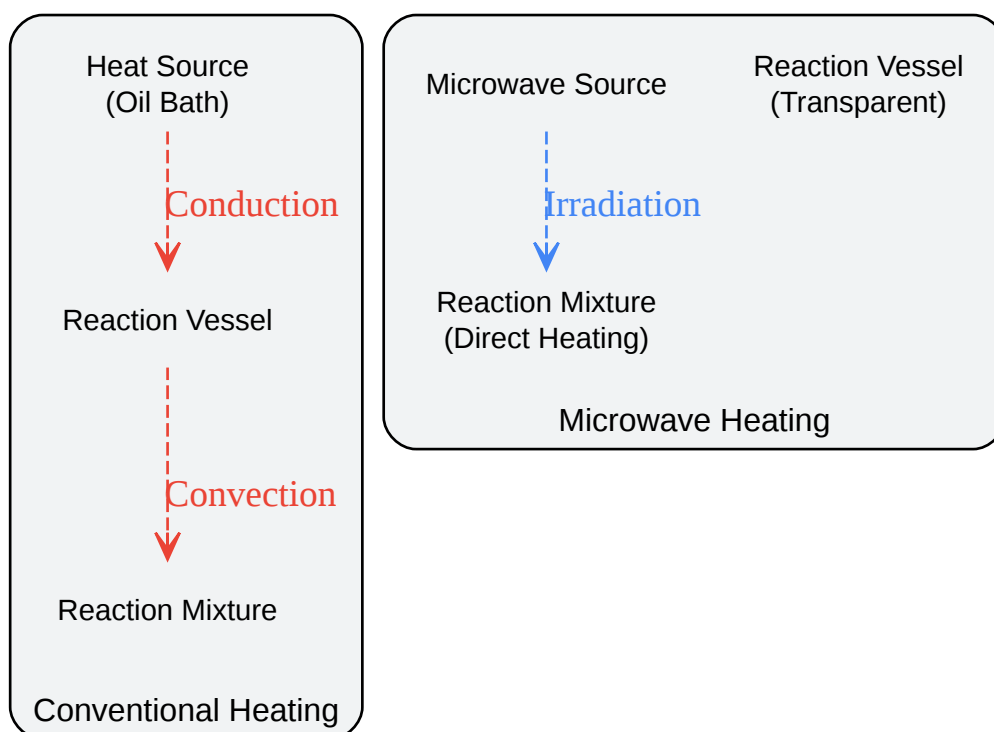 Heat Source
(Oil Bath)
Conduction
Reaction Vessel
Convection
Reaction Mixture
Conventional Heating
Microwave Source
Reaction Vessel
(Transparent)
Irradiation
Reaction Mixture
(Direct Heating)
Microwave Heating